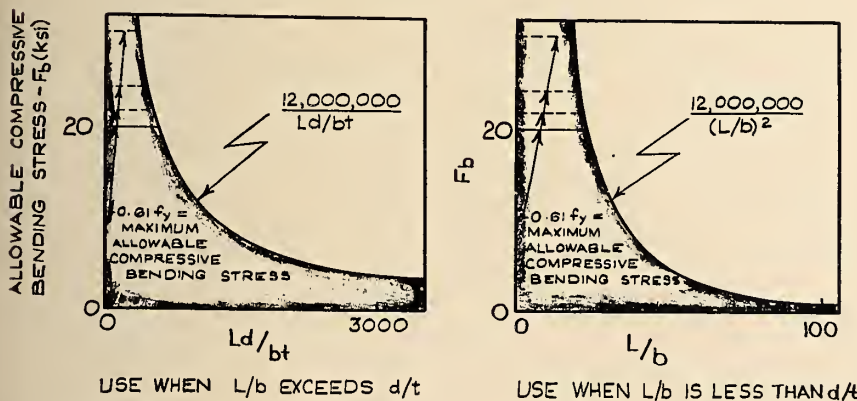 ALLOWABLE COMPRESSIVE
BENDING STRESS - Fb (ksi)
20
0
12,000,000
Ld/bt
0.61 fy =
MAXIMUM
ALLOWABLE
COMPRESSIVE
BENDING STRESS
0
3000
Ld/bt
USE WHEN L/b EXCEEDS d/t
Fb
20
0
12,000,000
(L/b)²
0.61 fy =
MAXIMUM
ALLOWABLE
COMPRESSIVE
BENDING STRESS
0
100
L/b
USE WHEN L/b IS LESS THAN d/t